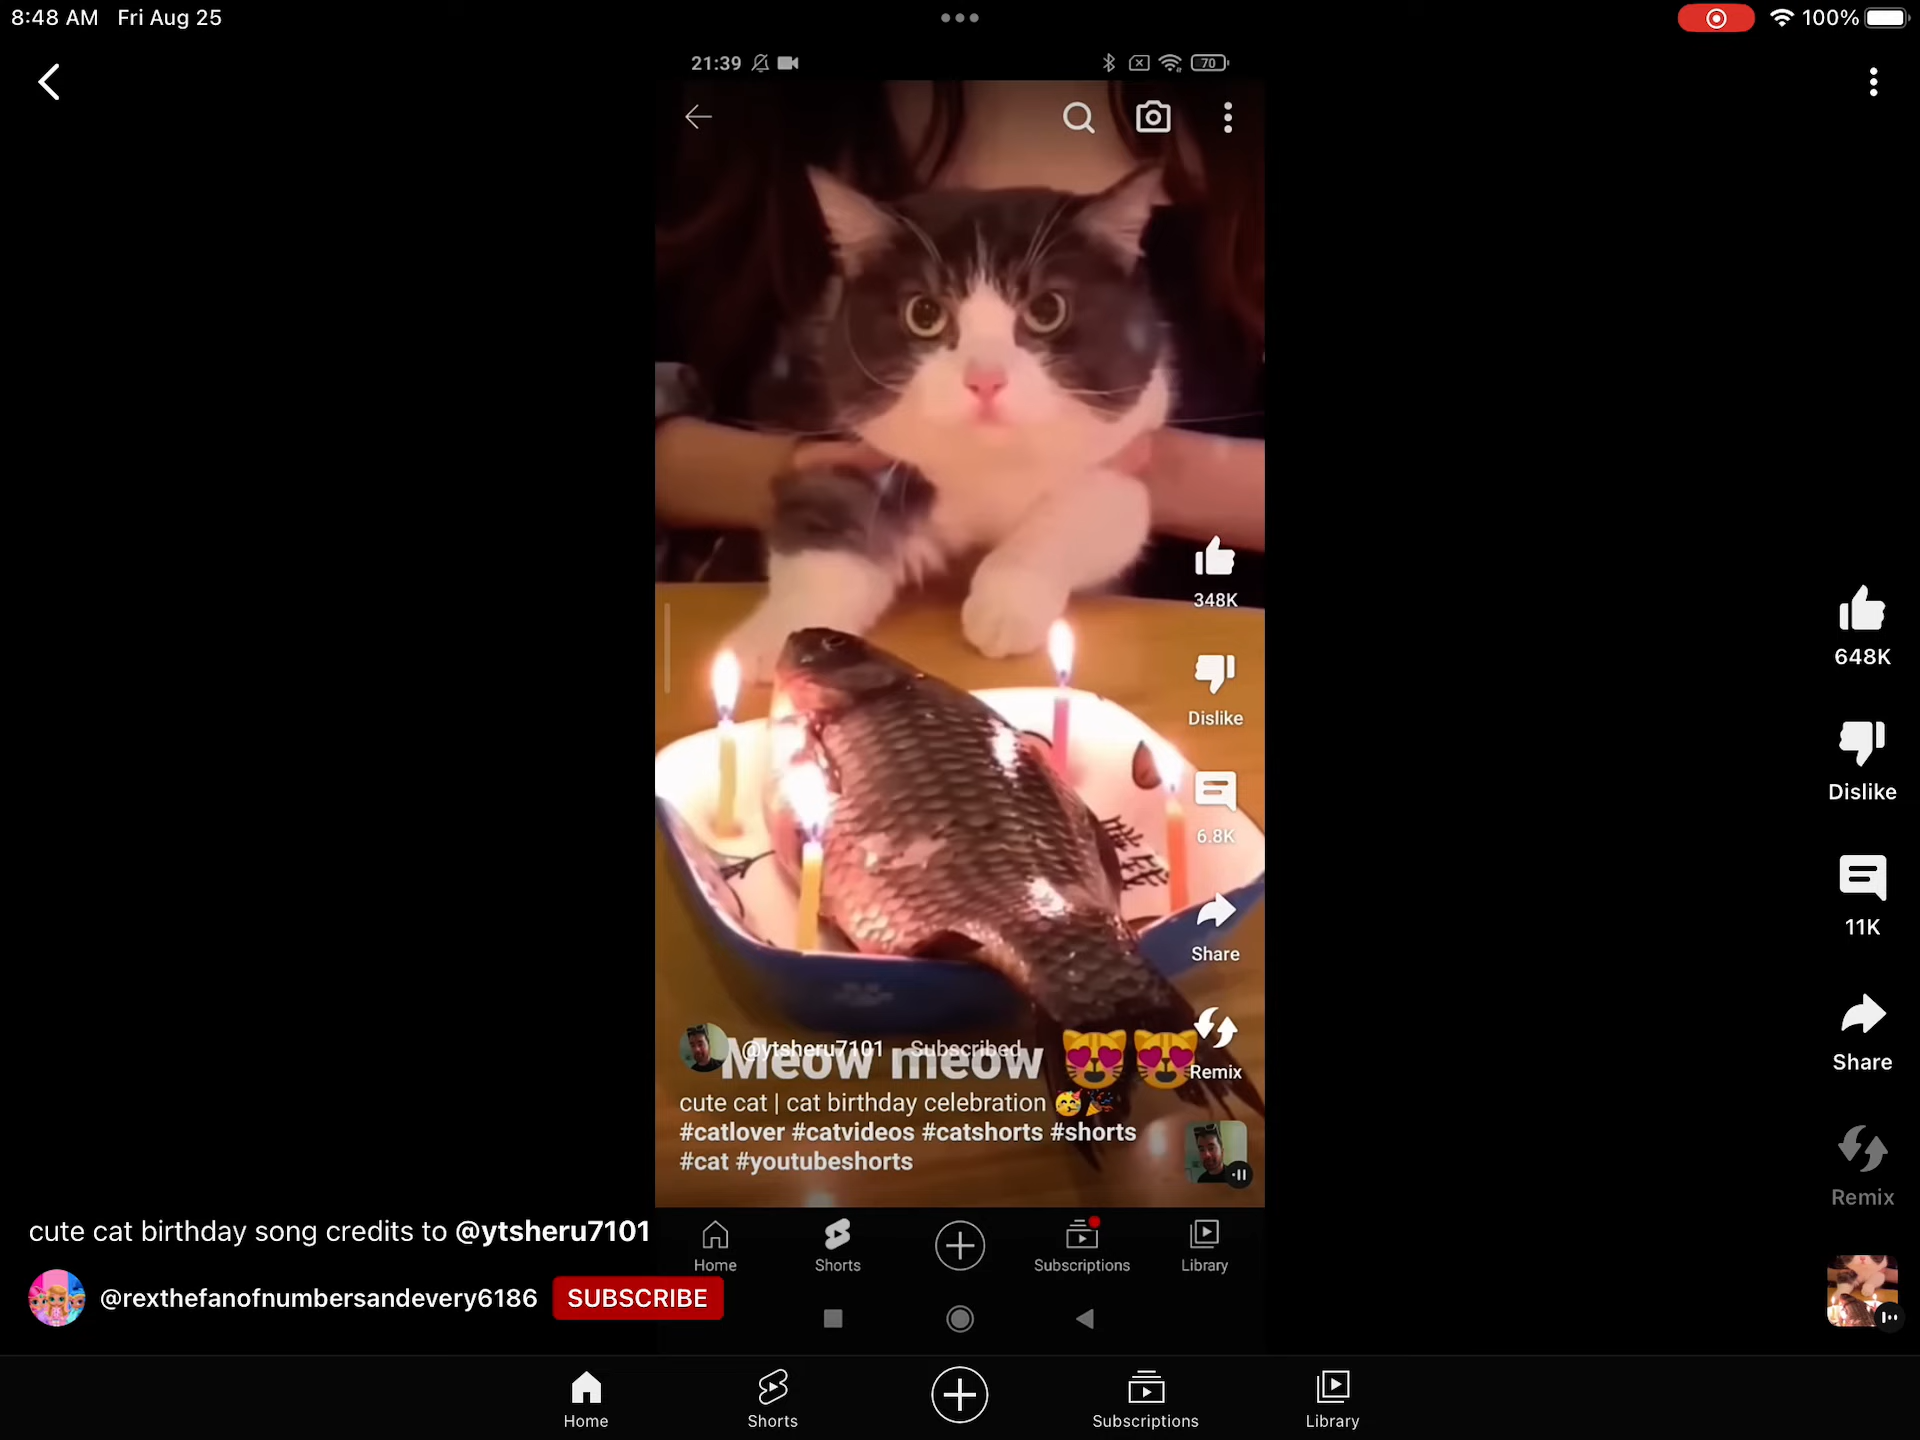 8:48 AM Fri Aug 25
100%
21:39
70
348K
Dislike
6.8K
Share
Remix
@ytsheru7101 Subscribed
Meow meow 😻😻
cute cat | cat birthday celebration 🥳🎉
#catlover #catvideos #catshorts #shorts
#cat #youtubeshorts
Home
Shorts
Subscriptions
Library
648K
Dislike
11K
Share
Remix
cute cat birthday song credits to @ytsheru7101
@rexthefanofnumbersandevery6186 SUBSCRIBE
Home
Shorts
Subscriptions
Library